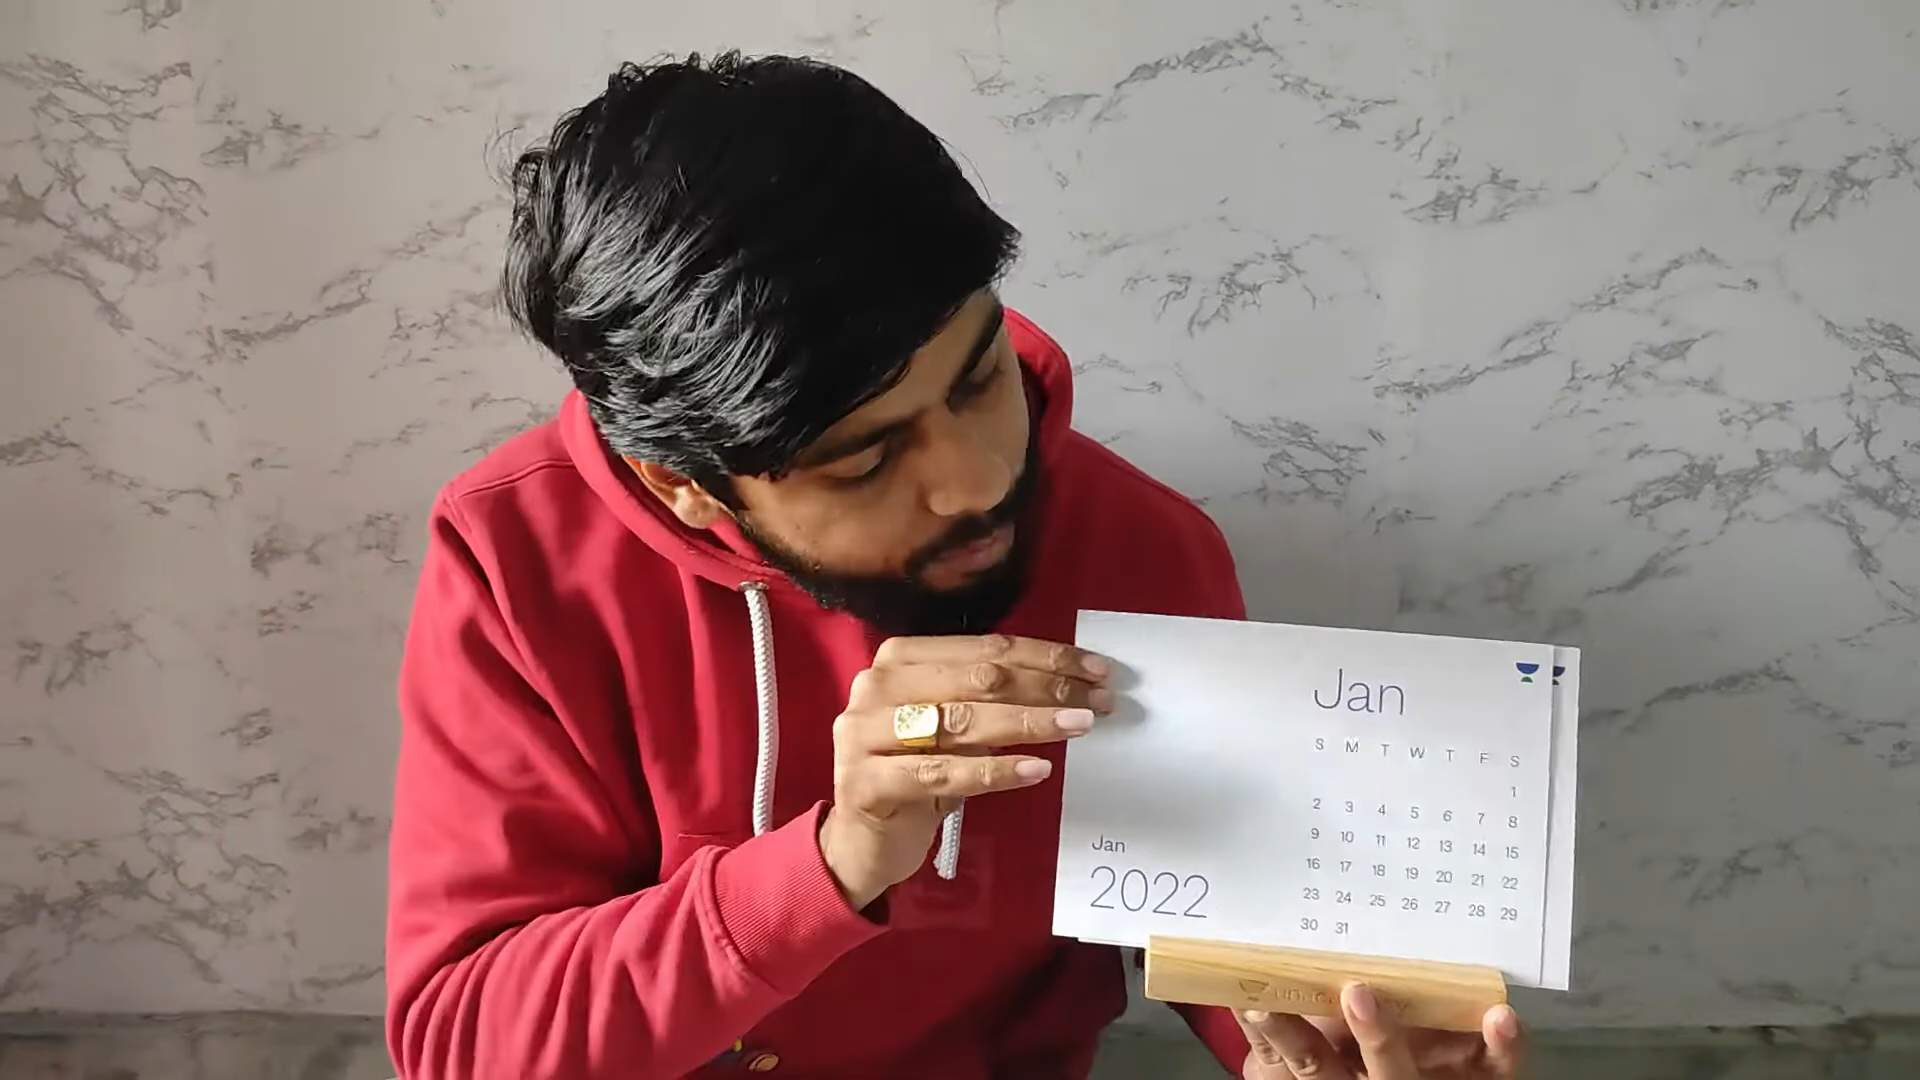 Jan
S M T W T F S
1
2 3 4 5 6 7 8
9 10 11 12 13 14 15
16 17 18 19 20 21 22
23 24 25 26 27 28 29
30 31
Jan
2022